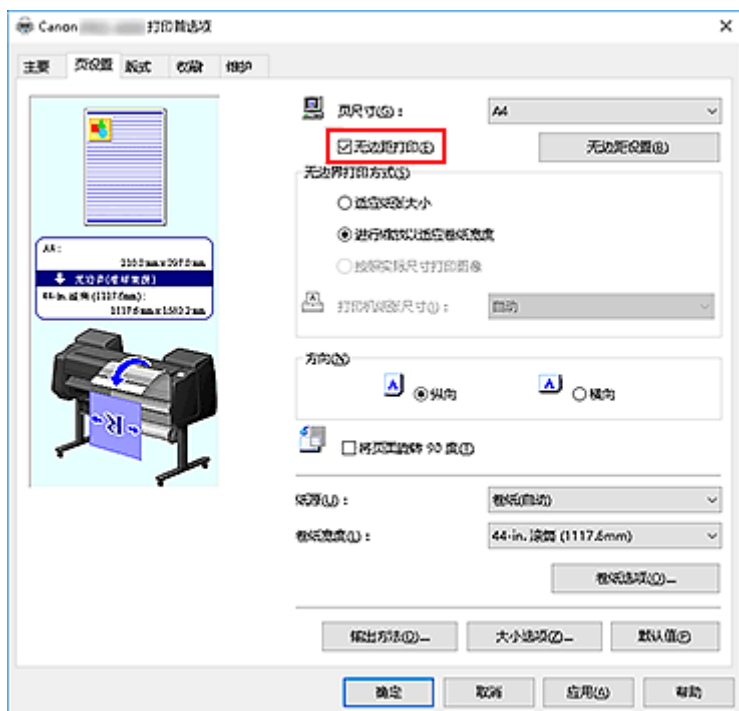 Canon 打印首选项
主要 页设置 版式 收藏 维护
页尺寸(G): A4
无边距打印(E) 无边距设置(B)
无边界打印方式(S)
适应纸张大小
进行缩放以适应卷纸宽度
按照实际尺寸打印图像
打印机纸张尺寸(I): 自动
A4:
210.0mm x 297.0mm
44-in. 滚筒 (1117.6mm):
1117.6mm x
方向(N)
A 纵向 A 横向
R
将页面旋转 90 度(T)
纸源(U): 卷纸(自动)
卷纸宽度(L): 44-in. 滚筒 (1117.6mm)
卷纸选项(O)...
输出方法(D)... 大小选项(Z)... 默认值(F)
确定 取消 应用(A) 帮助